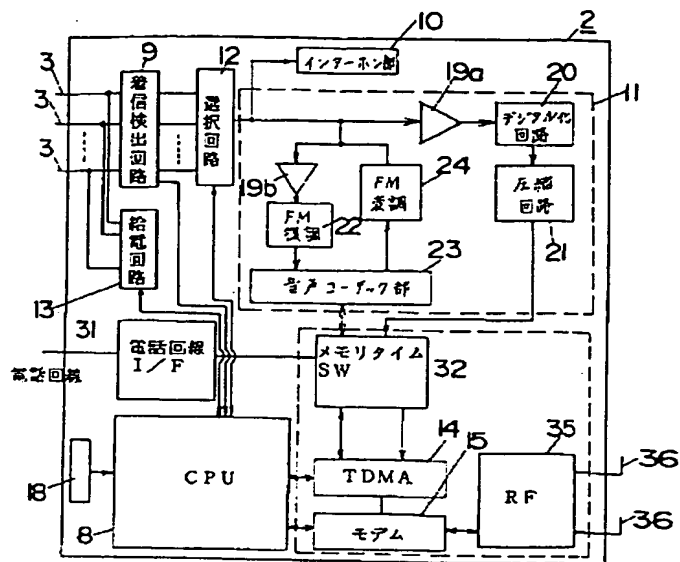 2
10
9
12
インターホン部
3
3
3
着信検出回路
選択回路
19a
20
11
デジタル化回路
19b
FM復調
22
24
FM変調
圧縮回路
21
給電回路
13
23
音声コーデック部
31
電話回線
電話回線 I/F
メモリタイム SW
32
14
15
35
18
CPU
8
TDMA
モデム
RF
36
36